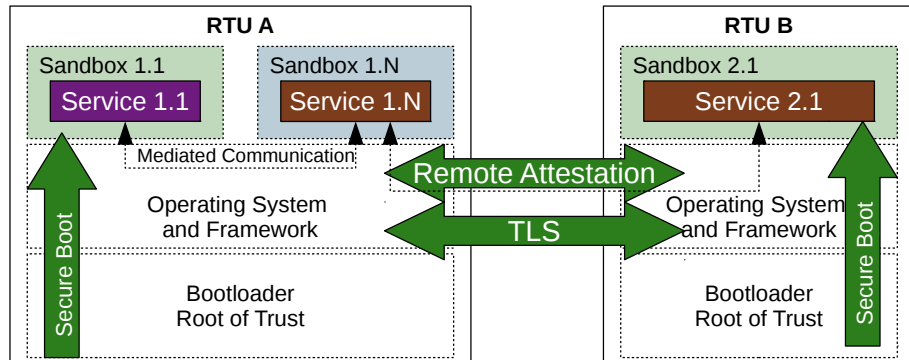 RTU A
Sandbox 1.1
Service 1.1
Sandbox 1.N
Service 1.N
Mediated Communication
Operating System
and Framework
Bootloader
Root of Trust
Secure Boot
Remote Attestation
TLS
RTU B
Sandbox 2.1
Service 2.1
Operating System
and Framework
Bootloader
Root of Trust
Secure Boot